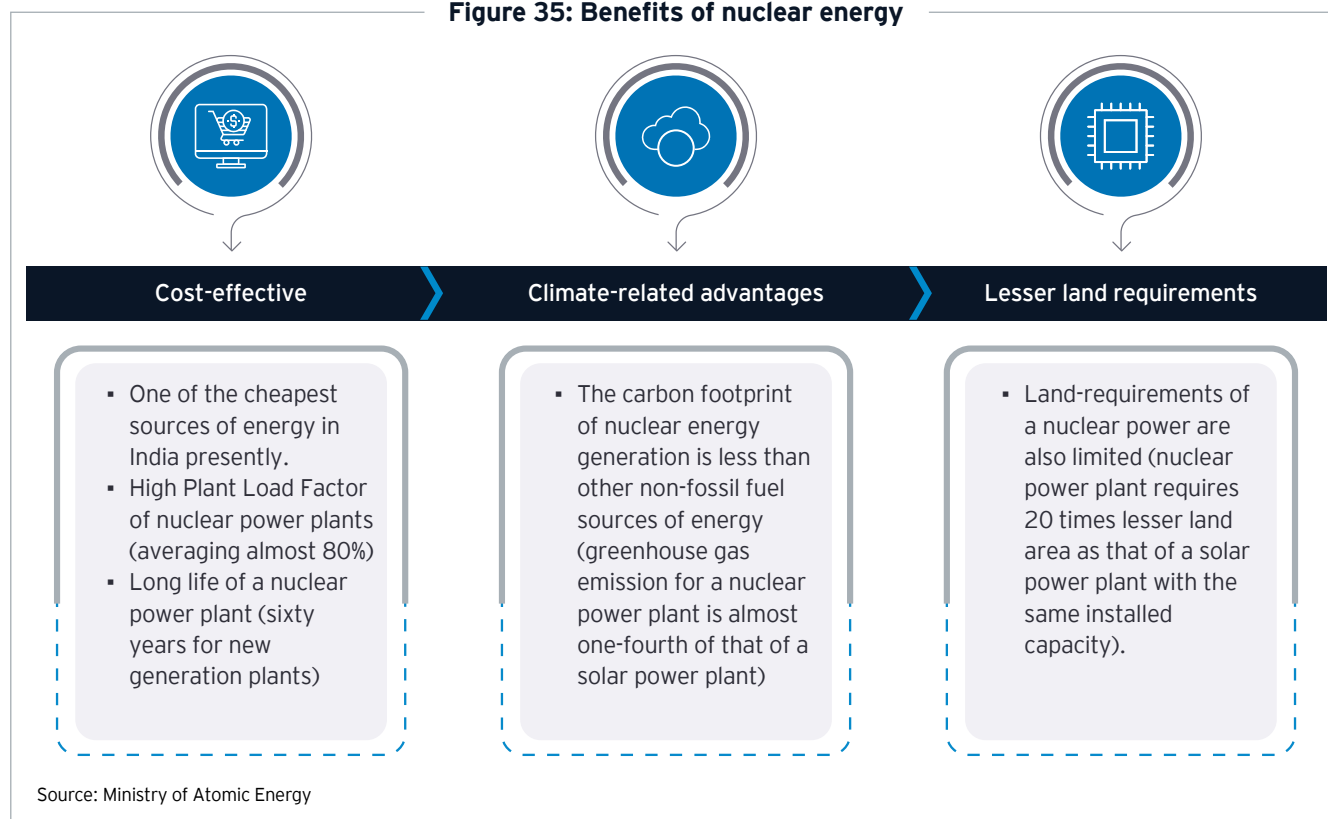 Figure 35: Benefits of nuclear energy
$
Cost-effective
Climate-related advantages
Lesser land requirements
▪ One of the cheapest
sources of energy in
India presently.
▪ High Plant Load Factor
of nuclear power plants
(averaging almost 80%)
▪ Long life of a nuclear
power plant (sixty
years for new
generation plants)
▪ The carbon footprint
of nuclear energy
generation is less than
other non-fossil fuel
sources of energy
(greenhouse gas
emission for a nuclear
power plant is almost
one-fourth of that of a
solar power plant)
▪ Land-requirements of
a nuclear power are
also limited (nuclear
power plant requires
20 times lesser land
area as that of a solar
power plant with the
same installed
capacity).
Source: Ministry of Atomic Energy